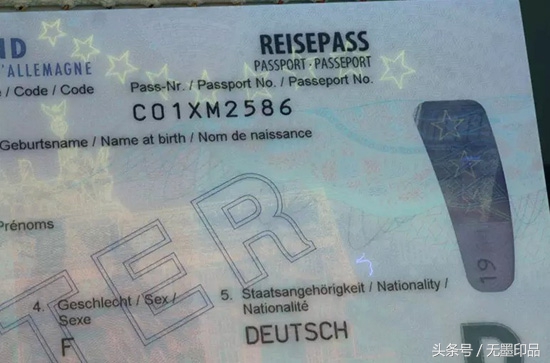 ND REISEPASS
D'ALLEMAGNE PASSPORT · PASSEPORT
/ Code / Code Pass-Nr. / Passport No. / Passeport No.
C01XM2586
Geburtsname / Name at birth / Nom de naissance
Prénoms
TER
19
4. Geschlecht / Sex / Sexe
F
5. Staatsangehörigkeit / Nationality /
Nationalité
DEUTSCH
头条号 / 无墨印品